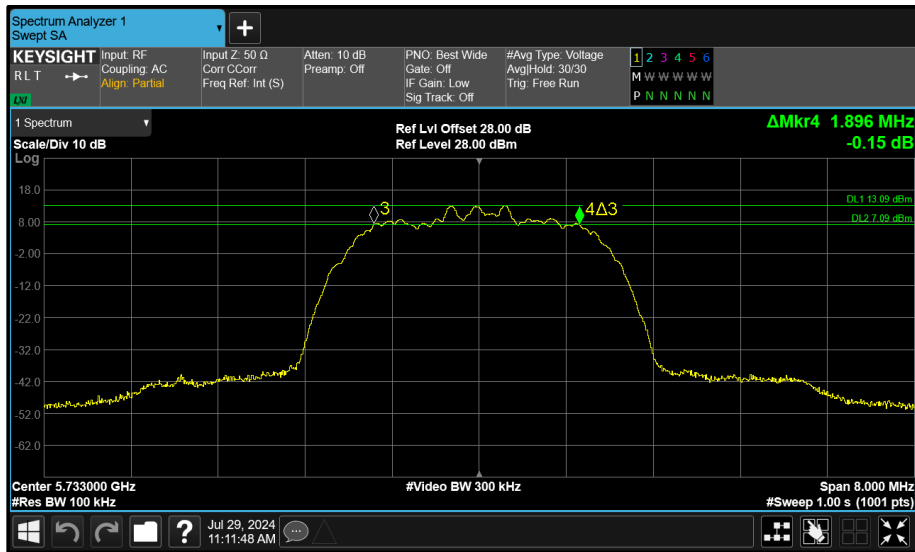 Spectrum Analyzer 1
Swept SA
+
KEYSIGHT Input: RF Input Z: 50 Ω Atten: 10 dB PNO: Best Wide #Avg Type: Voltage 1 2 3 4 5 6
R L T Coupling: AC Corr CCorr Preamp: Off Gate: Off Avg|Hold: 30/30 M W W W W W
Align: Partial Freq Ref: Int (S) IF Gain: Low Trig: Free Run
LXI Sig Track: Off P N N N N N
1 Spectrum Ref Lvl Offset 28.00 dB ΔMkr4 1.896 MHz
Scale/Div 10 dB Ref Level 28.00 dBm -0.15 dB
Log
18.0
DL1 13.09 dBm
3 4Δ3
8.00 DL2 7.09 dBm
-2.00
-12.0
-22.0
-32.0
-42.0
-52.0
-62.0
Center 5.733000 GHz #Video BW 300 kHz Span 8.000 MHz
#Res BW 100 kHz #Sweep 1.00 s (1001 pts)
? Jul 29, 2024
11:11:48 AM